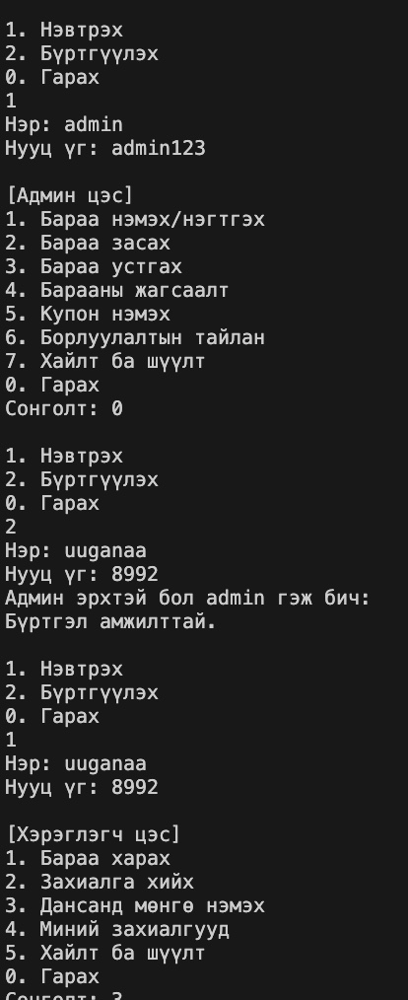 1. Нэвтрэх
2. Бүртгүүлэх
0. Гарах
1
Нэр: admin
Нууц үг: admin123
[Админ цэс]
1. Бараа нэмэх/нэгтгэх
2. Бараа засах
3. Бараа устгах
4. Барааны жагсаалт
5. Купон нэмэх
6. Борлуулалтын тайлан
7. Хайлт ба шүүлт
0. Гарах
Сонголт: 0
1. Нэвтрэх
2. Бүртгүүлэх
0. Гарах
2
Нэр: uuganaa
Нууц үг: 8992
Админ эрхтэй бол admin гэж бич:
Бүртгэл амжилттай.
1. Нэвтрэх
2. Бүртгүүлэх
0. Гарах
1
Нэр: uuganaa
Нууц үг: 8992
[Хэрэглэгч цэс]
1. Бараа харах
2. Захиалга хийх
3. Дансанд мөнгө нэмэх
4. Миний захиалгууд
5. Хайлт ба шүүлт
0. Гарах
Сонголт: 3